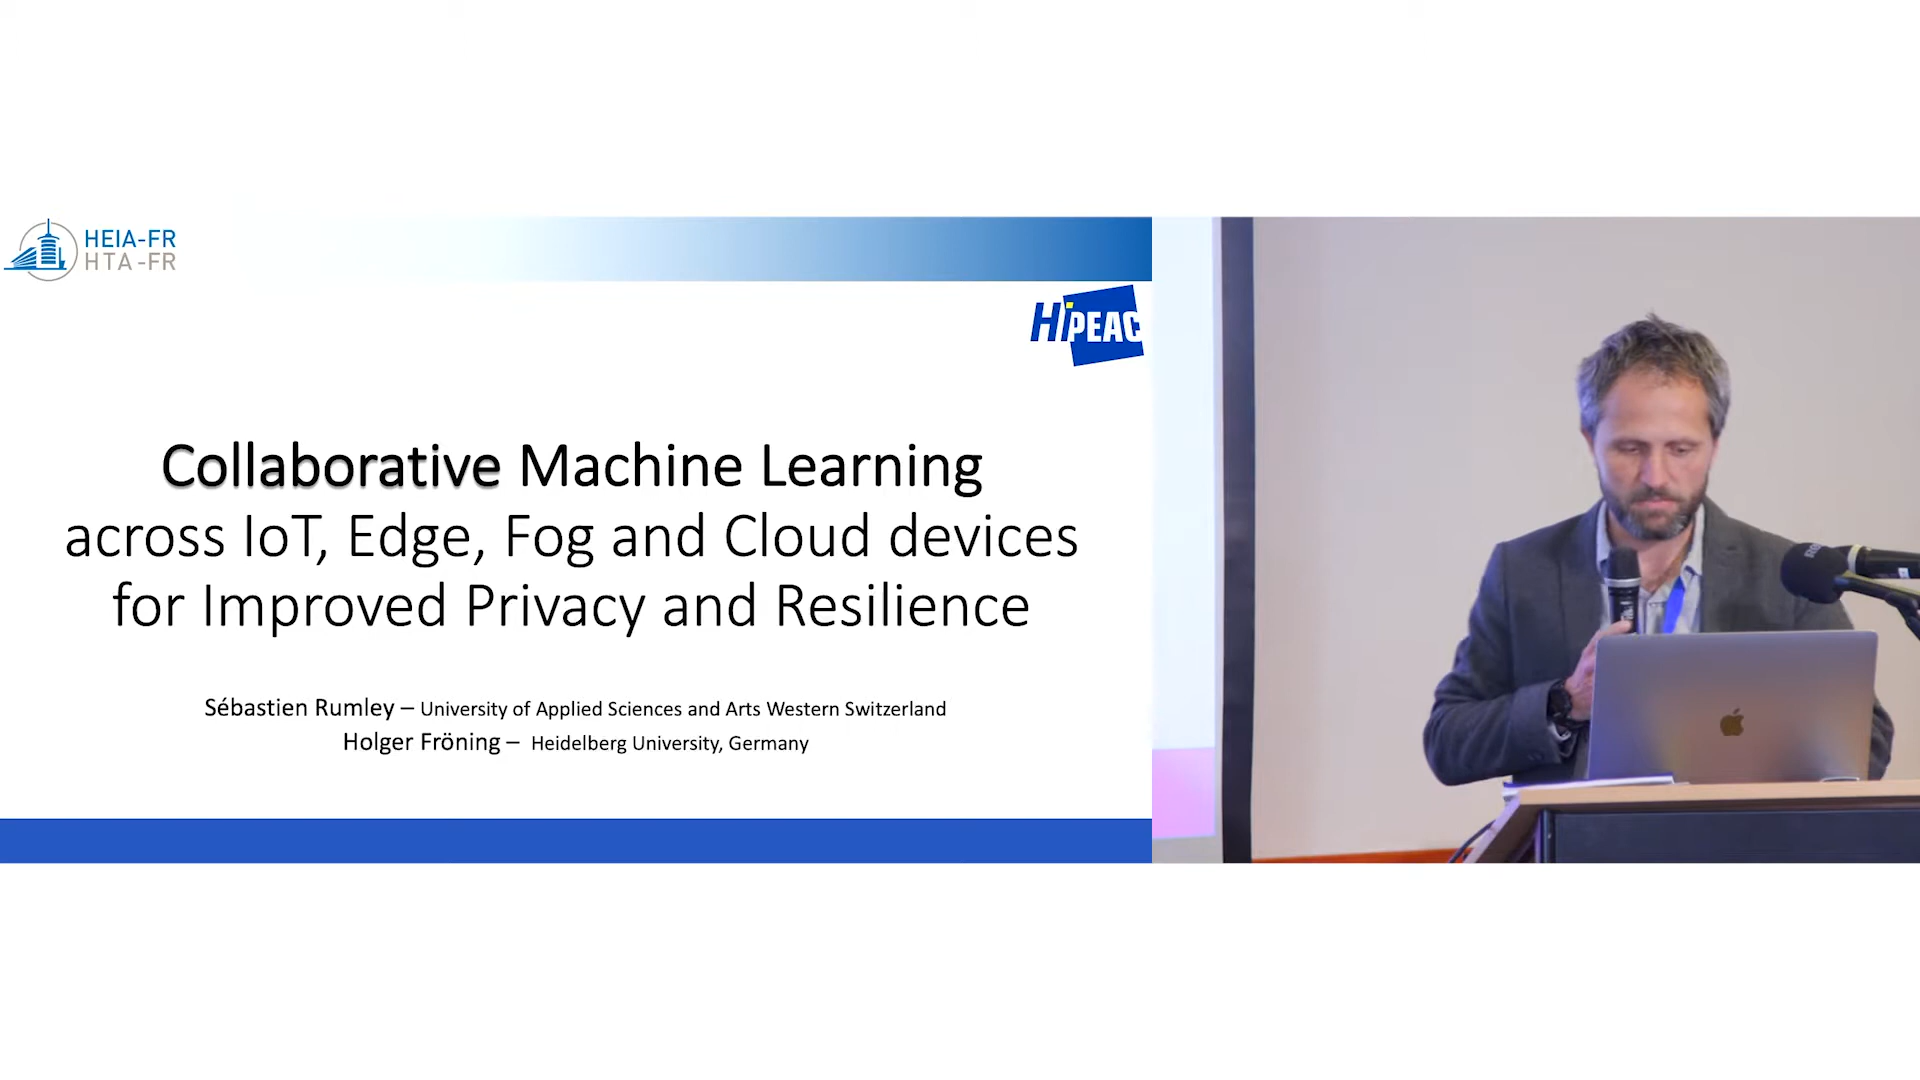 HEIA-FR
HTA-FR
HiPEAC
Collaborative Machine Learning
across IoT, Edge, Fog and Cloud devices
for Improved Privacy and Resilience
Sébastien Rumley – University of Applied Sciences and Arts Western Switzerland
Holger Fröning – Heidelberg University, Germany